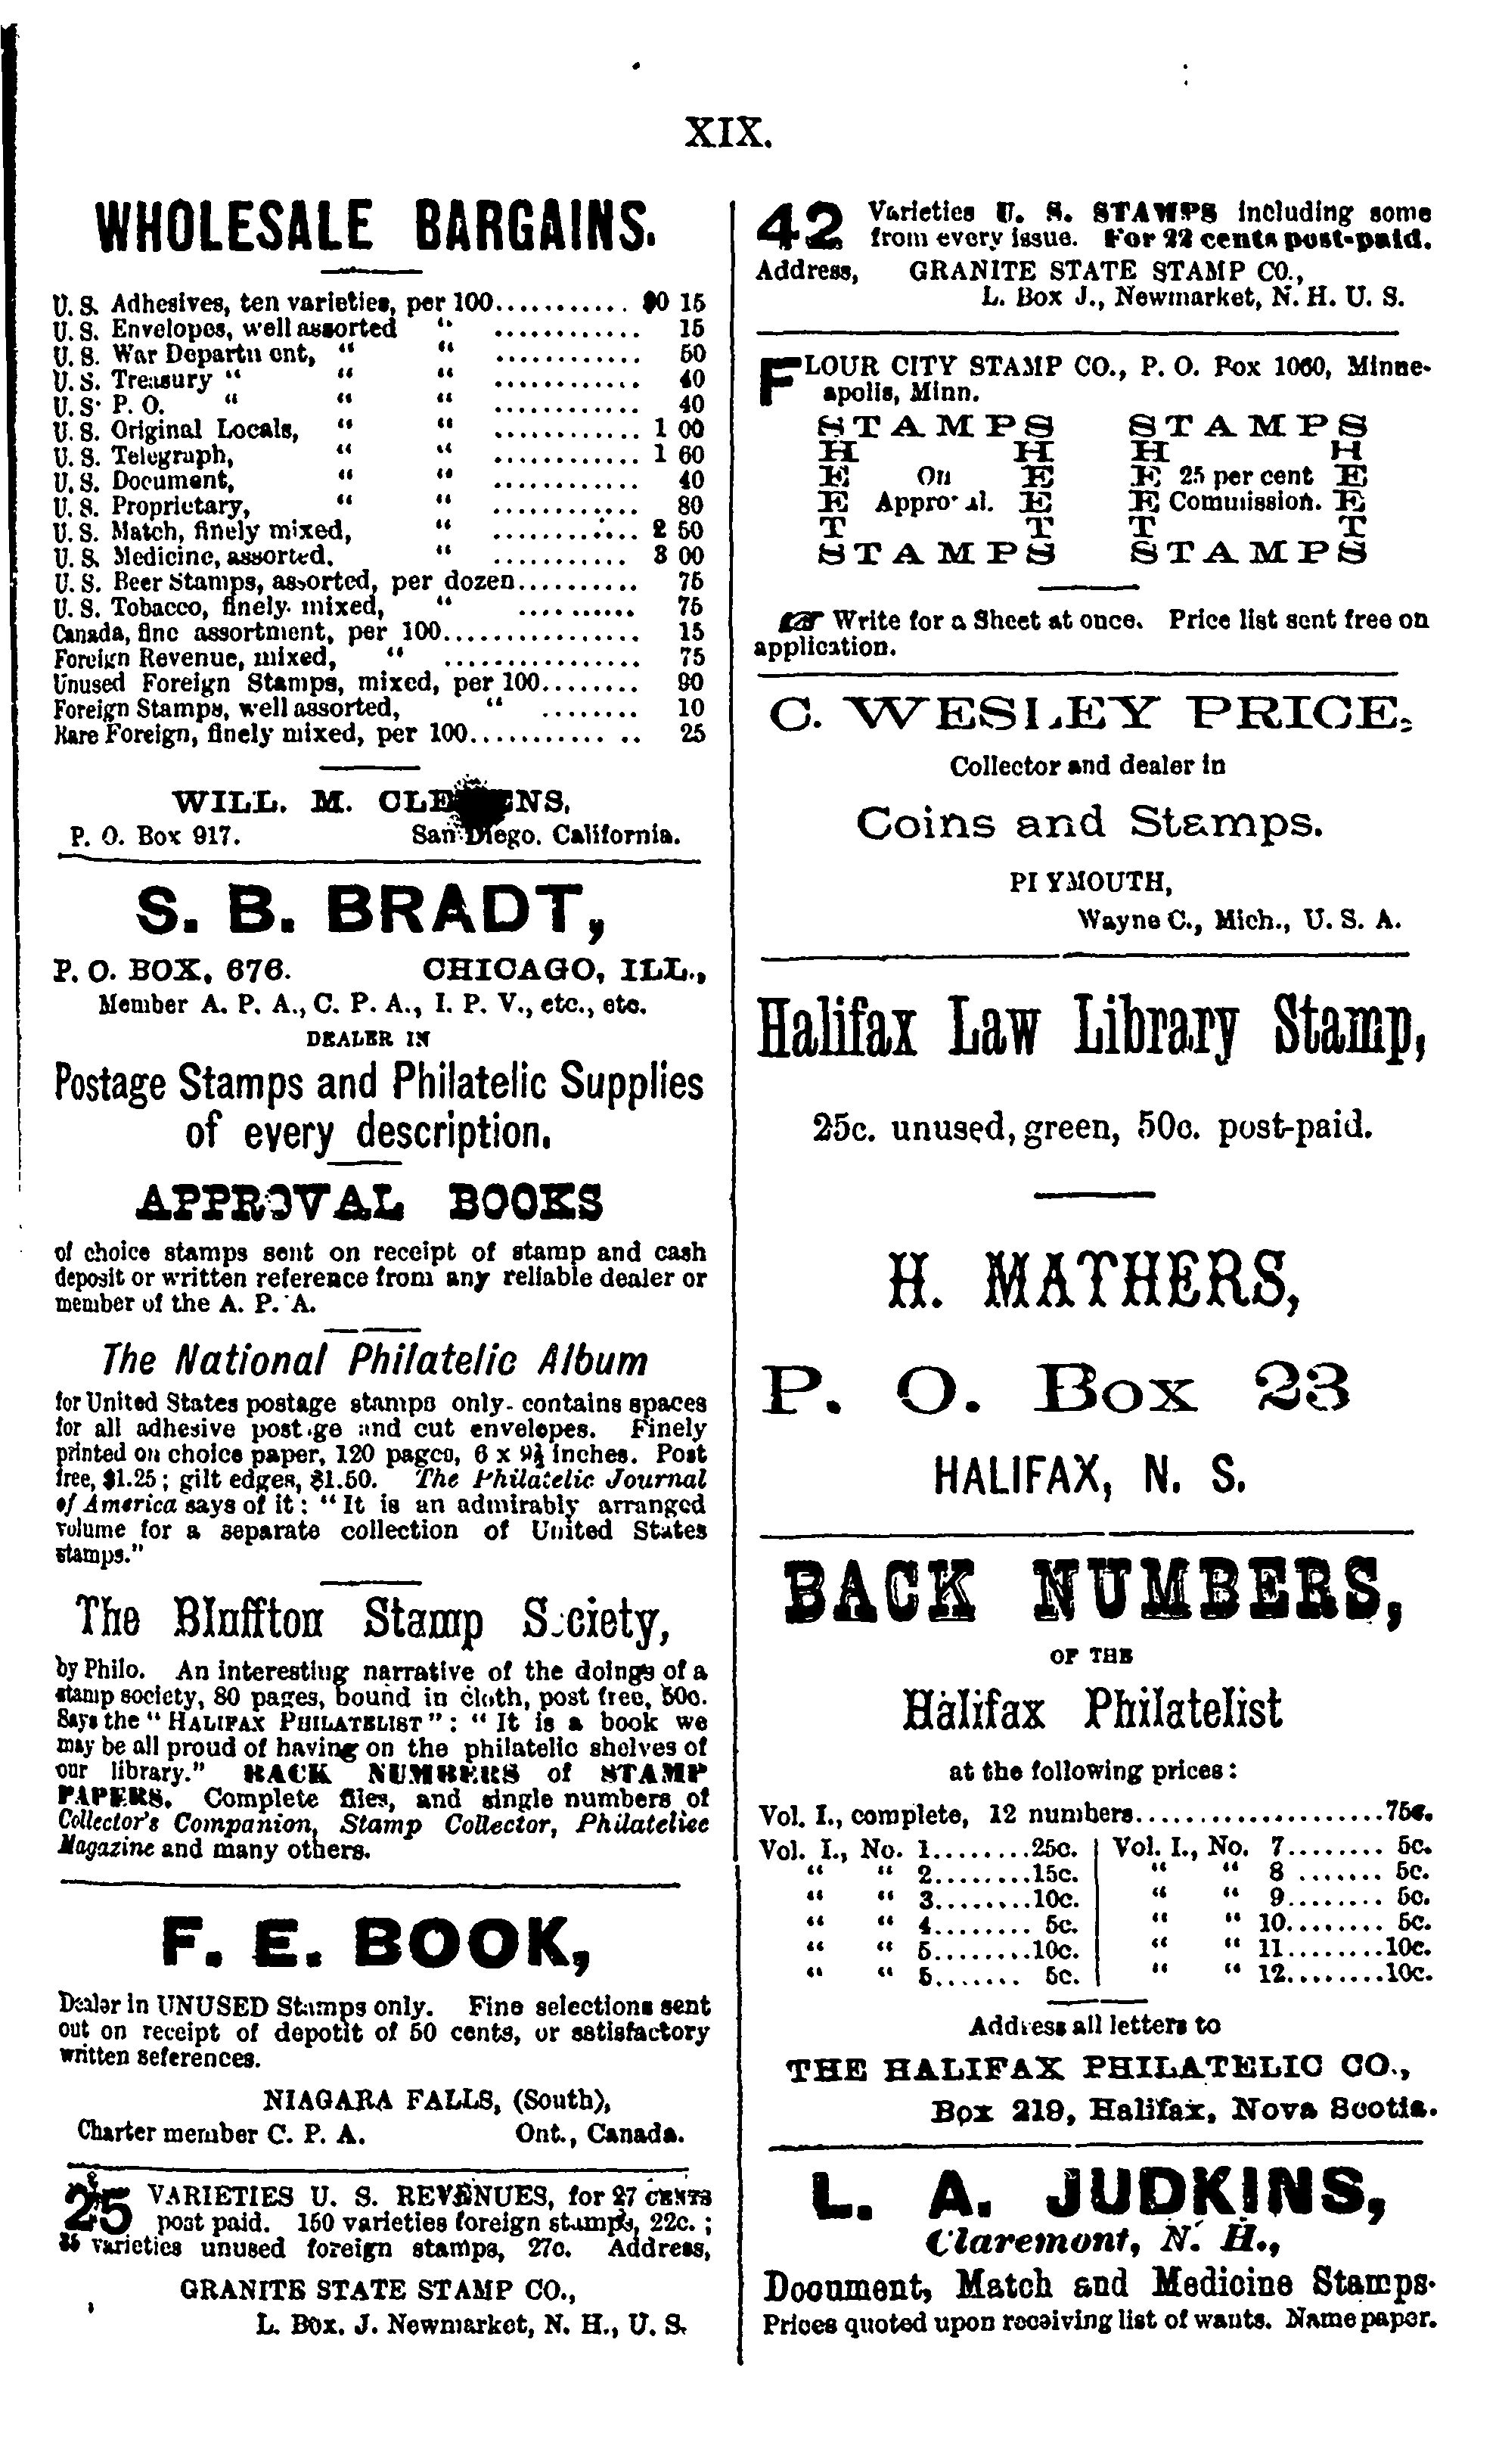 XIX.
WHOLESALE BARGAINS.
U. S. Adhesives, ten varieties, per 100........... $0 15
U. S. Envelopes, well assorted “ ............ 15
U. S. War Departm ent, “ “ ............ 50
U. S. Treasury “ “ “ ............ 40
U. S. P. O. “ “ “ ............ 40
U. S. Original Locals, “ “ ............ 1 00
U. S. Telegraph, “ “ ............ 1 60
U. S. Document, “ “ ............ 40
U. S. Proprietary, “ “ ............ 80
U. S. Match, finely mixed, “ ............ 2 50
U. S. Medicine, assorted. “ ........... 3 00
U. S. Beer Stamps, assorted, per dozen.......... 75
U. S. Tobacco, finely mixed, “ .......... 75
Canada, fine assortment, per 100................ 15
Foreign Revenue, mixed, “ ................ 75
Unused Foreign Stamps, mixed, per 100........ 90
Foreign Stamps, well assorted, “ ........ 10
Rare Foreign, finely mixed, per 100........... .. 25
WILL. M. CLEMENS,
P. O. Box 917. San Diego. California.
S. B. BRADT,
P. O. BOX, 676. CHICAGO, ILL.,
Member A. P. A., C. P. A., I. P. V., etc., etc.
DEALER IN
Postage Stamps and Philatelic Supplies
of every description.
APPROVAL BOOKS
of choice stamps sent on receipt of stamp and cash
deposit or written reference from any reliable dealer or
member of the A. P. A.
The National Philatelic Album
for United States postage stamps only- contains spaces
for all adhesive postage and cut envelopes. Finely
printed on choice paper, 120 pages, 6 x 9½ inches. Post
free, $1.25 ; gilt edges, $1.50. The Philatelic Journal
of America says of it : “It is an admirably arranged
volume for a separate collection of United States
stamps.”
The Bluffton Stamp Society,
by Philo. An interesting narrative of the doings of a
stamp society, 80 pages, bound in cloth, post free, 50c.
Says the “HALIFAX PHILATELIST” : “It is a book we
may be all proud of having on the philatelic shelves of
our library.” BACK NUMBERS of STAMP
PAPERS. Complete files, and single numbers of
Collector's Companion, Stamp Collector, Philatelicc
Magazine and many others.
F. E. BOOK,
Dealer in UNUSED Stamps only. Fine selections sent
out on receipt of depotit of 50 cents, or satisfactory
written seferences.
NIAGARA FALLS, (South),
Charter member C. P. A. Ont., Canada.
25 VARIETIES U. S. REVENUES, for 27 CENTS
post paid. 150 varieties foreign stamps, 22c. ;
varieties unused foreign stamps, 27c. Address,
GRANITE STATE STAMP CO.,
L. Box. J. Newmarket, N. H., U. S.
42 Varieties U. S. STAMPS including some
from every issue. For 22 cents post-paid.
Address, GRANITE STATE STAMP CO.,
L. Box J., Newmarket, N. H. U. S.
FLOUR CITY STAMP CO., P. O. Box 1060, Minne-
apolis, Minn.
STAMPS STAMPS
H H H H
E On E E 25 per cent E
E Approval. E E Commission. E
T T T T
STAMPS STAMPS
☞ Write for a Sheet at once. Price list sent free on
application.
C. WESLEY PRICE,
Collector and dealer in
Coins and Stamps.
PLYMOUTH,
Wayne C., Mich., U. S. A.
Halifax Law Library Stamp,
25c. unused, green, 50c. post-paid.
H. MATHERS,
P. O. Box 23
HALIFAX, N. S.
BACK NUMBERS,
OF THE
Halifax Philatelist
at the following prices :
Vol. I., complete, 12 numbers....................75c.
Vol. I., No. 1........25c. Vol. I., No. 7........ 5c.
“ “ 2........15c. “ “ 8 ....... 5c.
“ “ 3........10c. “ “ 9........ 5c.
“ “ 4........ 5c. “ “ 10........ 5c.
“ “ 5........10c. “ “ 11........10c.
“ “ 5....... 5c. “ “ 12........10c.
Address all letters to
THE HALIFAX PHILATELIC CO.,
Box 219, Halifax, Nova Scotia.
L. A. JUDKINS,
Claremont, N. H.,
Document, Match and Medicine Stamps.
Prices quoted upon receiving list of wants. Name paper.